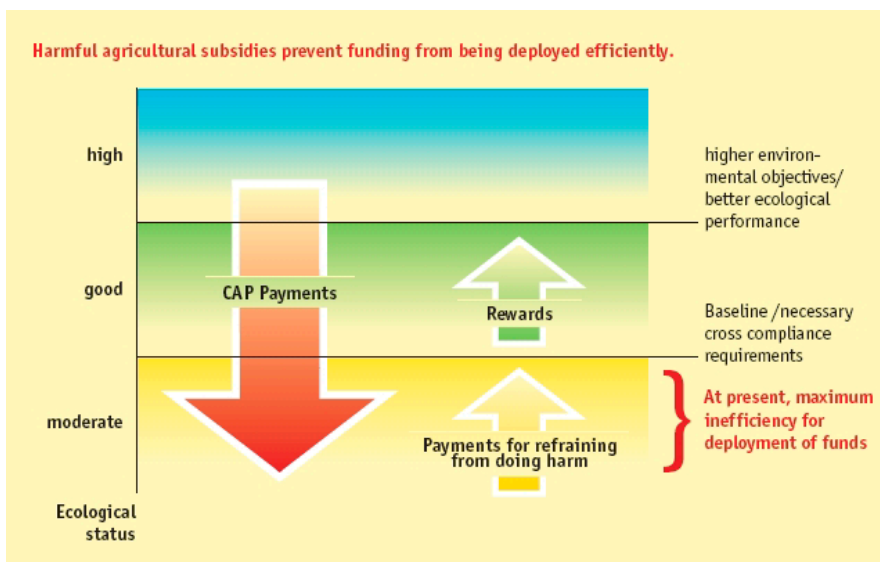 Harmful agricultural subsidies prevent funding from being deployed efficiently.
high
higher environ-
mental objectives/
better ecological
performance
good
CAP Payments
Rewards
Baseline /necessary
cross compliance
requirements
moderate
Payments for refraining
from doing harm
At present, maximum
inefficiency for
deployment of funds
Ecological
status